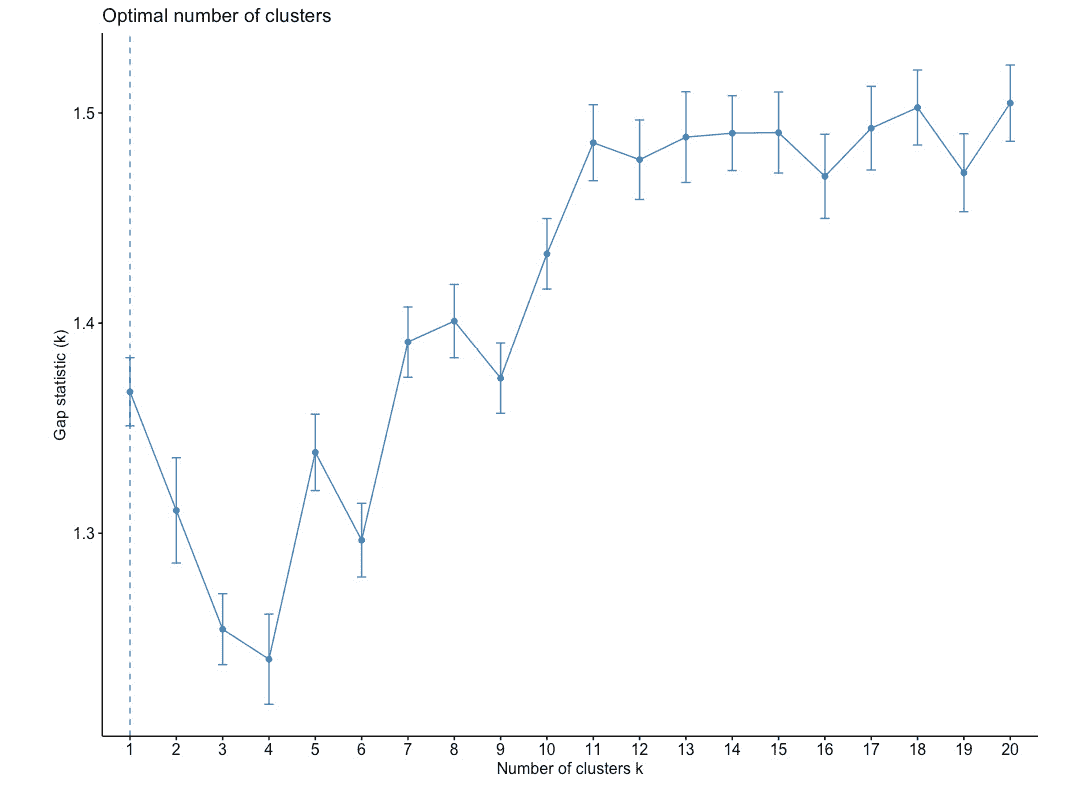 Optimal number of clusters
1.5
1.4
1.3
Gap statistic (k)
1 2 3 4 5 6 7 8 9 10 11 12 13 14 15 16 17 18 19 20
Number of clusters k